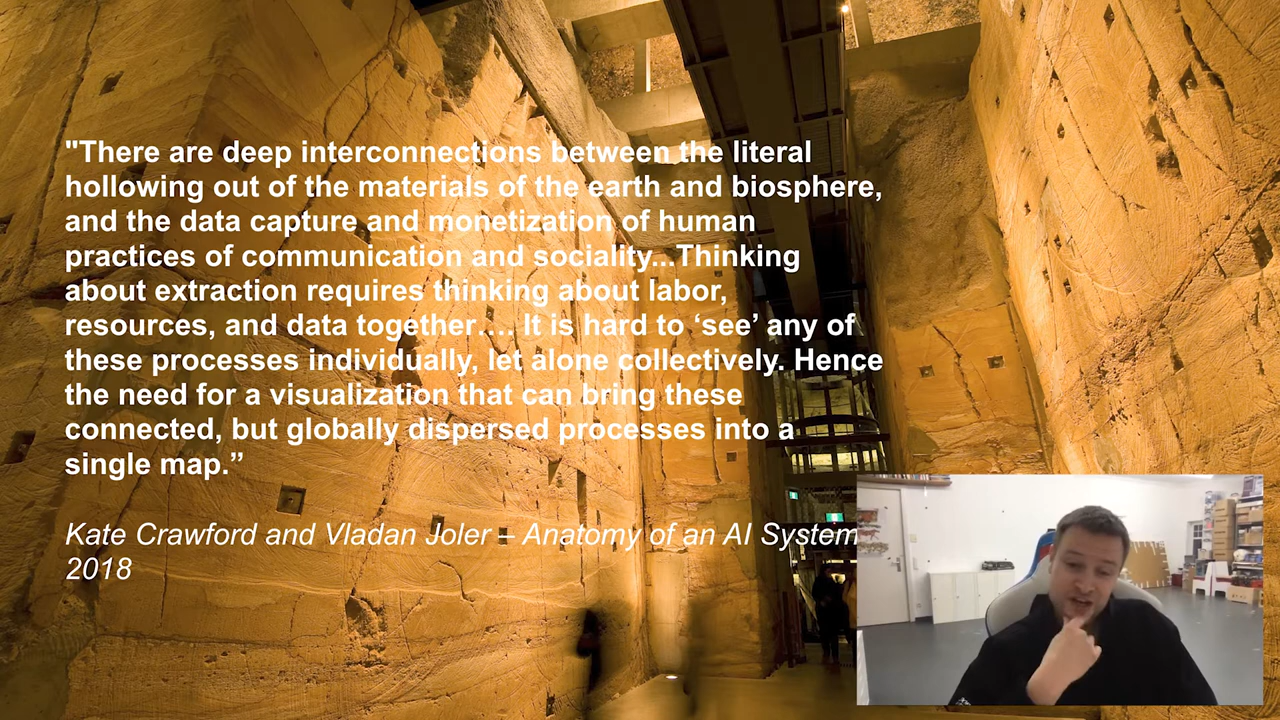 "There are deep interconnections between the literal
hollowing out of the materials of the earth and biosphere,
and the data capture and monetization of human
practices of communication and sociality...Thinking
about extraction requires thinking about labor,
resources, and data together…. It is hard to ‘see’ any of
these processes individually, let alone collectively. Hence
the need for a visualization that can bring these
connected, but globally dispersed processes into a
single map.”
Kate Crawford and Vladan Joler – Anatomy of an AI System
2018